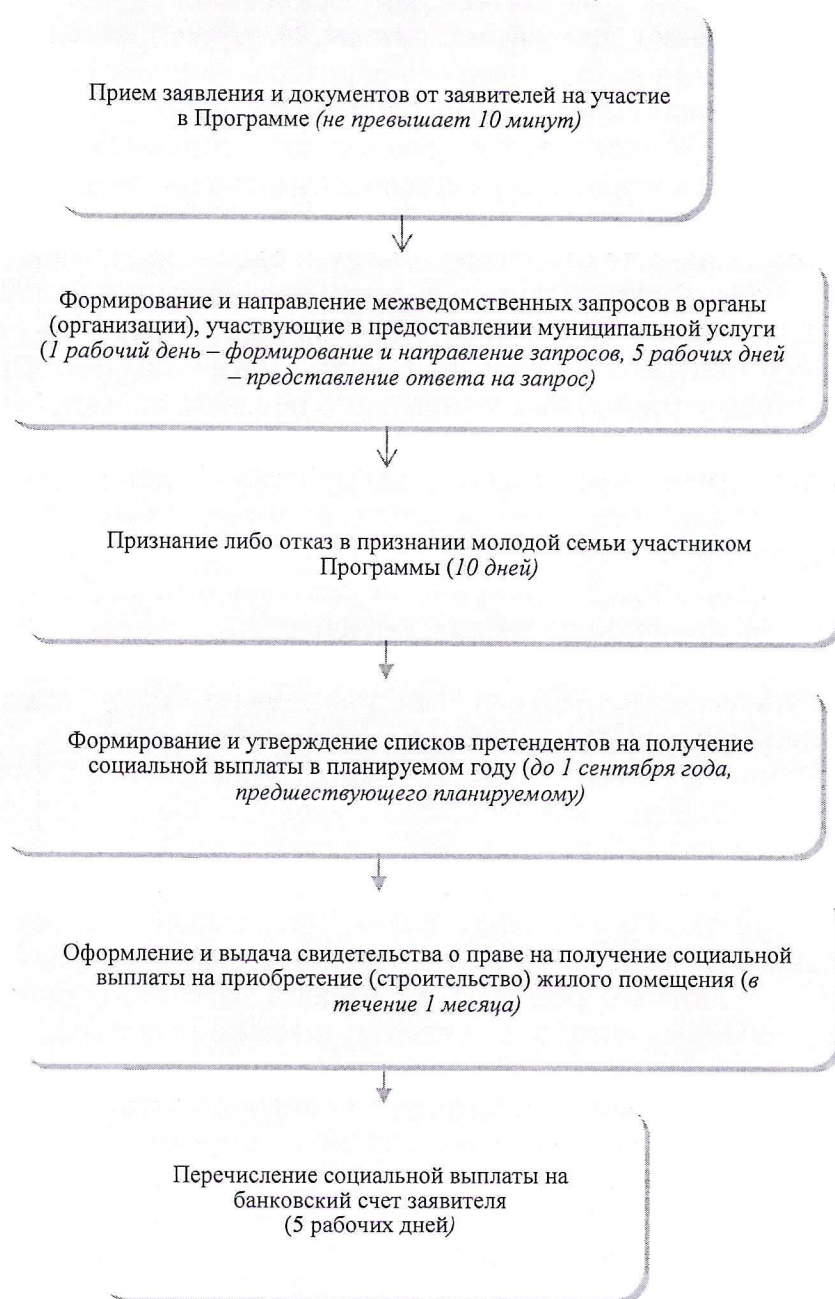 Прием заявления и документов от заявителей на участие
в Программе (не превышает 10 минут)
Формирование и направление межведомственных запросов в органы
(организации), участвующие в предоставлении муниципальной услуги
(1 рабочий день – формирование и направление запросов, 5 рабочих дней
– представление ответа на запрос)
Признание либо отказ в признании молодой семьи участником
Программы (10 дней)
Формирование и утверждение списков претендентов на получение
социальной выплаты в планируемом году (до 1 сентября года,
предшествующего планируемому)
Оформление и выдача свидетельства о праве на получение социальной
выплаты на приобретение (строительство) жилого помещения (в
течение 1 месяца)
Перечисление социальной выплаты на
банковский счет заявителя
(5 рабочих дней)